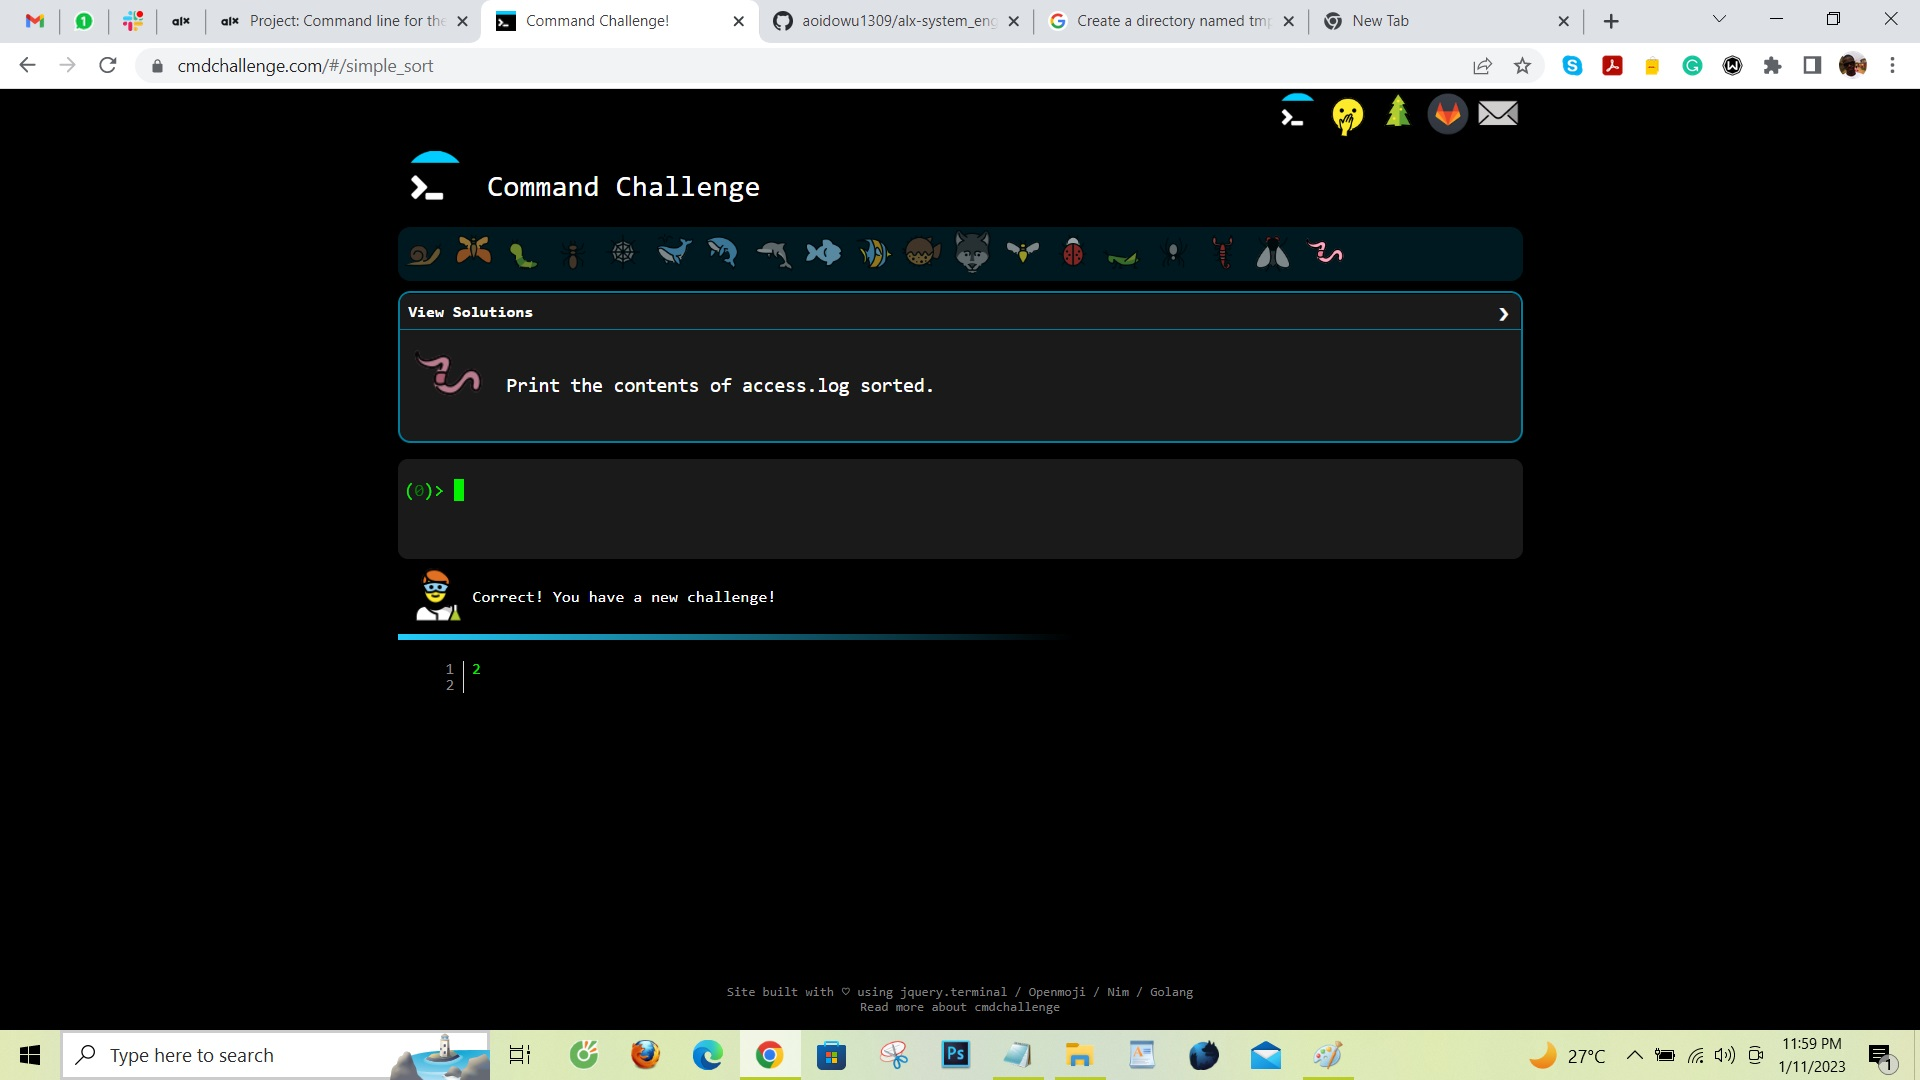 1 alx alx Project: Command line for the Command Challenge! aoidowu1309/alx-system_eng Create a directory named tmp New Tab
cmdchallenge.com/#/simple_sort
Command Challenge
View Solutions
Print the contents of access.log sorted.
(0)>
Correct! You have a new challenge!
1 2
2
Site built with ♡ using jquery.terminal / Openmoji / Nim / Golang
Read more about cmdchallenge
Type here to search
Ps
27°C
11:59 PM
1/11/2023
1